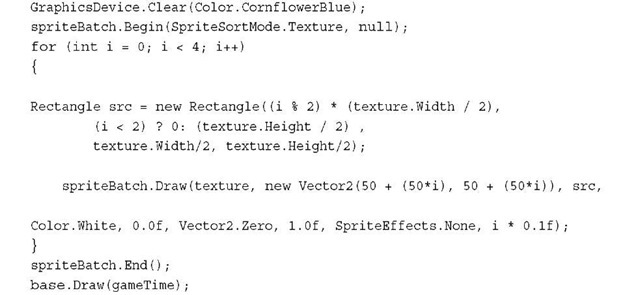 GraphicsDevice.Clear(Color.CornflowerBlue);
spriteBatch.Begin(SpriteSortMode.Texture, null);
for (int i = 0; i < 4; i++)
{
Rectangle src = new Rectangle((i % 2) * (texture.Width / 2),
(i < 2) ? 0: (texture.Height / 2) ,
texture.Width/2, texture.Height/2);
spriteBatch.Draw(texture, new Vector2(50 + (50*i), 50 + (50*i)), src,
Color.White, 0.0f, Vector2.Zero, 1.0f, SpriteEffects.None, i * 0.1f);
}
spriteBatch.End();
base.Draw(gameTime);